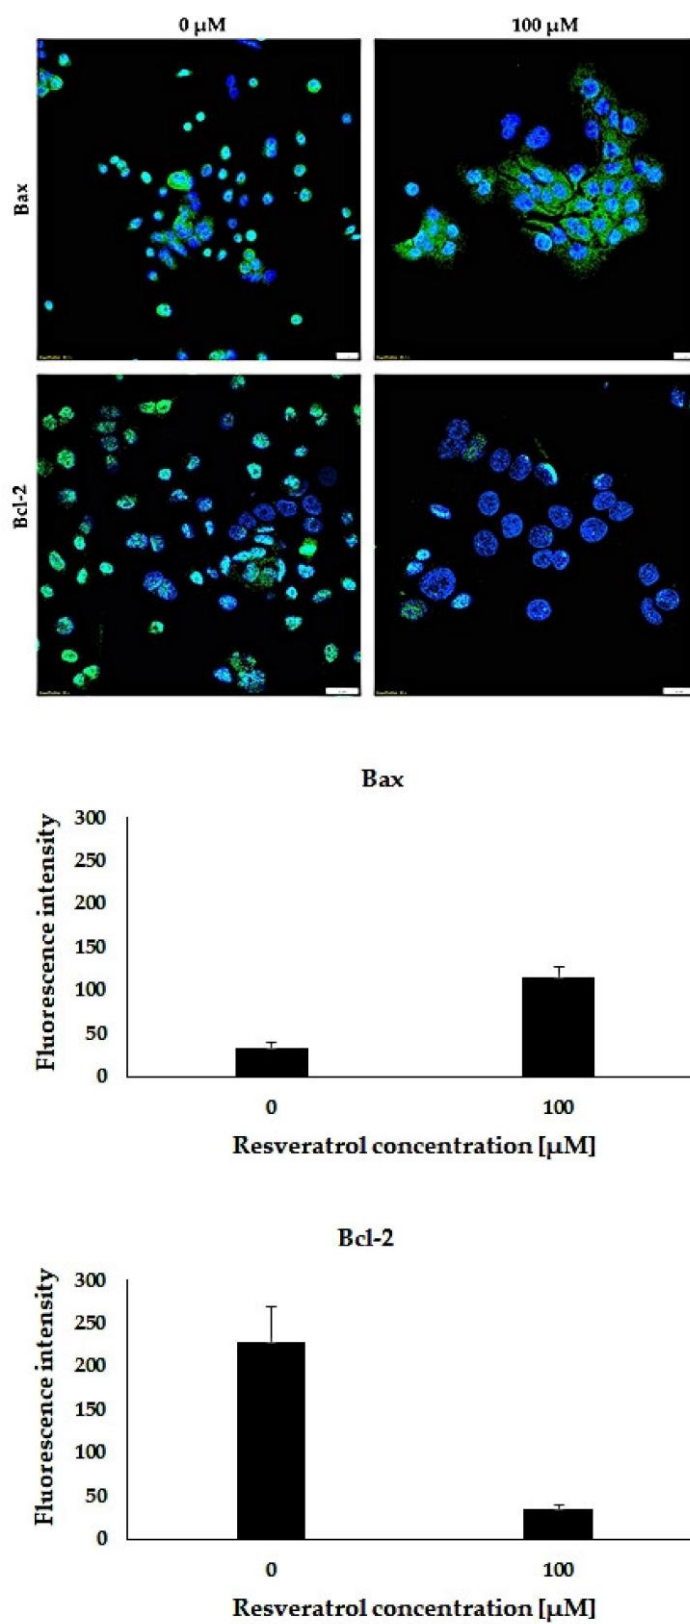 0 µM
100 µM
Bax
Bcl-2
Bax
Fluorescence intensity
300
250
200
150
100
50
0
0
100
Resveratrol concentration [µM]
Bcl-2
Fluorescence intensity
300
250
200
150
100
50
0
0
100
Resveratrol concentration [µM]